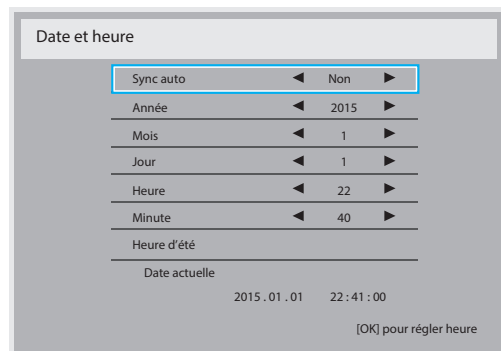 Date et heure
Sync auto ◀ Non ▶
Année ◀ 2015 ▶
Mois ◀ 1 ▶
Jour ◀ 1 ▶
Heure ◀ 22 ▶
Minute ◀ 40 ▶
Heure d’été
Date actuelle
2015 . 01 . 01 22 : 41 : 00
[OK] pour régler heure